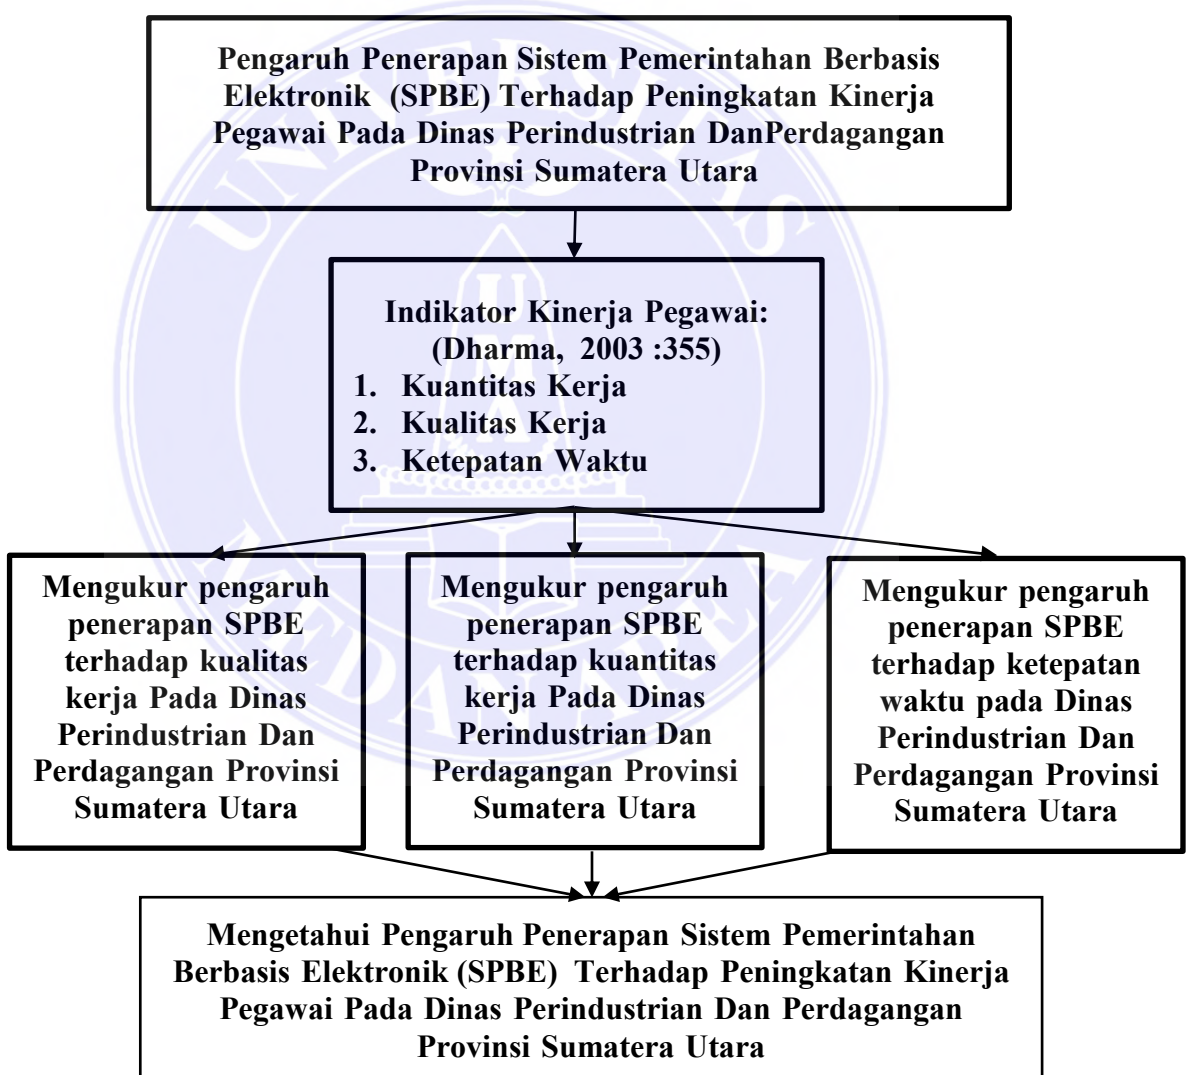 Pengaruh Penerapan Sistem Pemerintahan Berbasis
Elektronik (SPBE) Terhadap Peningkatan Kinerja
Pegawai Pada Dinas Perindustrian DanPerdagangan
Provinsi Sumatera Utara
Indikator Kinerja Pegawai:
(Dharma, 2003 :355)
1. Kuantitas Kerja
2. Kualitas Kerja
3. Ketepatan Waktu
Mengukur pengaruh
penerapan SPBE
terhadap kualitas
kerja Pada Dinas
Perindustrian Dan
Perdagangan Provinsi
Sumatera Utara
Mengukur pengaruh
penerapan SPBE
terhadap kuantitas
kerja Pada Dinas
Perindustrian Dan
Perdagangan Provinsi
Sumatera Utara
Mengukur pengaruh
penerapan SPBE
terhadap ketepatan
waktu pada Dinas
Perindustrian Dan
Perdagangan Provinsi
Sumatera Utara
Mengetahui Pengaruh Penerapan Sistem Pemerintahan
Berbasis Elektronik (SPBE) Terhadap Peningkatan Kinerja
Pegawai Pada Dinas Perindustrian Dan Perdagangan
Provinsi Sumatera Utara
UNIVERSITAS
MEDAN AREA
U
M
A